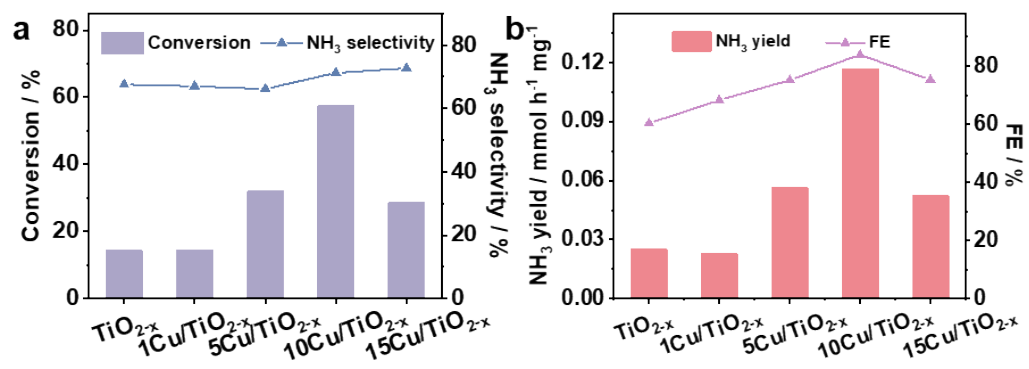 a
Conversion / %
80
60
40
20
0
Conversion
NH3 selectivity
80
60
40
20
0
NH3 selectivity / %
TiO2-x
1Cu/TiO2-x
5Cu/TiO2-x
10Cu/TiO2-x
15Cu/TiO2-x
b
NH3 yield / mmol h-1 mg-1
0.12
0.09
0.06
0.03
0.00
NH3 yield
FE
80
60
40
20
0
FE / %
TiO2-x
1Cu/TiO2-x
5Cu/TiO2-x
10Cu/TiO2-x
15Cu/TiO2-x